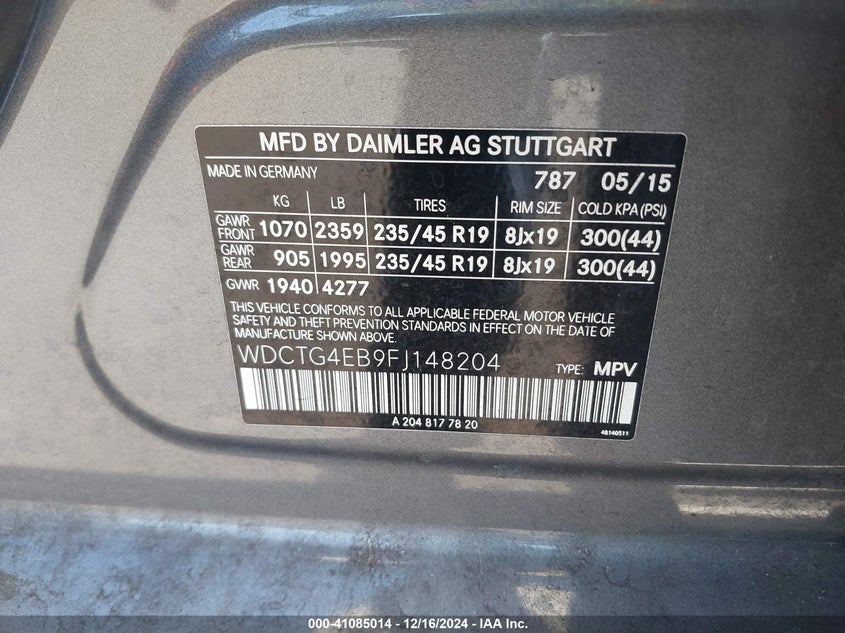 MFD BY DAIMLER AG STUTTGART
MADE IN GERMANY 787 05/15
KG LB TIRES RIM SIZE COLD KPA(PSI)
GAWR FRONT 1070 2359 235/45 R19 8Jx19 300(44)
GAWR REAR 905 1995 235/45 R19 8Jx19 300(44)
GVWR 1940 4277
THIS VEHICLE CONFORMS TO ALL APPLICABLE FEDERAL MOTOR VEHICLE
SAFETY AND THEFT PREVENTION STANDARDS IN EFFECT ON THE DATE OF
MANUFACTURE SHOWN ABOVE.
WDCTG4EB9FJ148204 TYPE: MPV
A 204 817 78 20
48140511
000-41085014 - 12/16/2024 - IAA Inc.